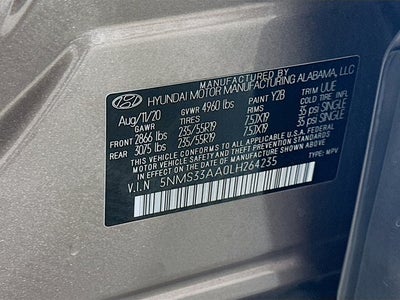 HYUNDAI MOTOR MANUFACTURING ALABAMA, LLC
Aug/11/20 GVWR 4960 lbs PAINT Y2B TRIM UUE
GAWR TIRES RIMS COLD TIRE INFL.
FRT 2866 lbs 235/55R19 7.5JX19 35 psi SINGLE
REAR 3075 lbs 235/55R19 7.5JX19 35 psi SINGLE
THIS VEHICLE CONFORMS TO ALL APPLICABLE U.S.A. FEDERAL
MOTOR VEHICLE SAFETY, BUMPER, AND THEFT PREVENTION STANDARDS
IN EFFECT ON THE DATE OF MANUFACTURE SHOWN ABOVE.
V.I.N 5NMS33AA0LH264235 TYPE: MPV